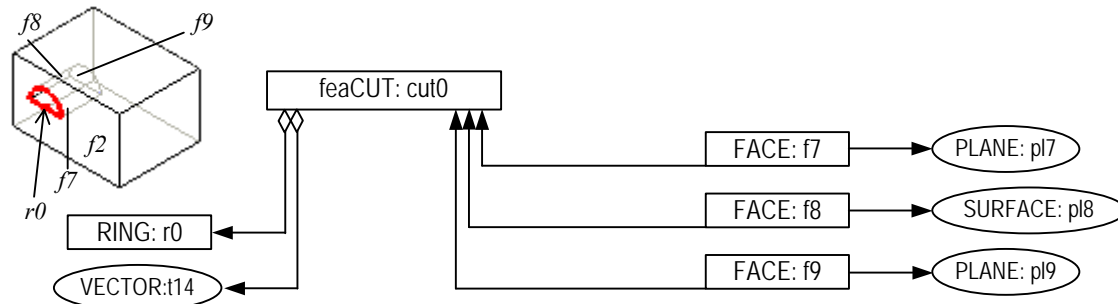 f8
f9
f2
f7
r0
feaCUT: cut0
FACE: f7
PLANE: pl7
FACE: f8
SURFACE: pl8
RING: r0
FACE: f9
PLANE: pl9
VECTOR:t14